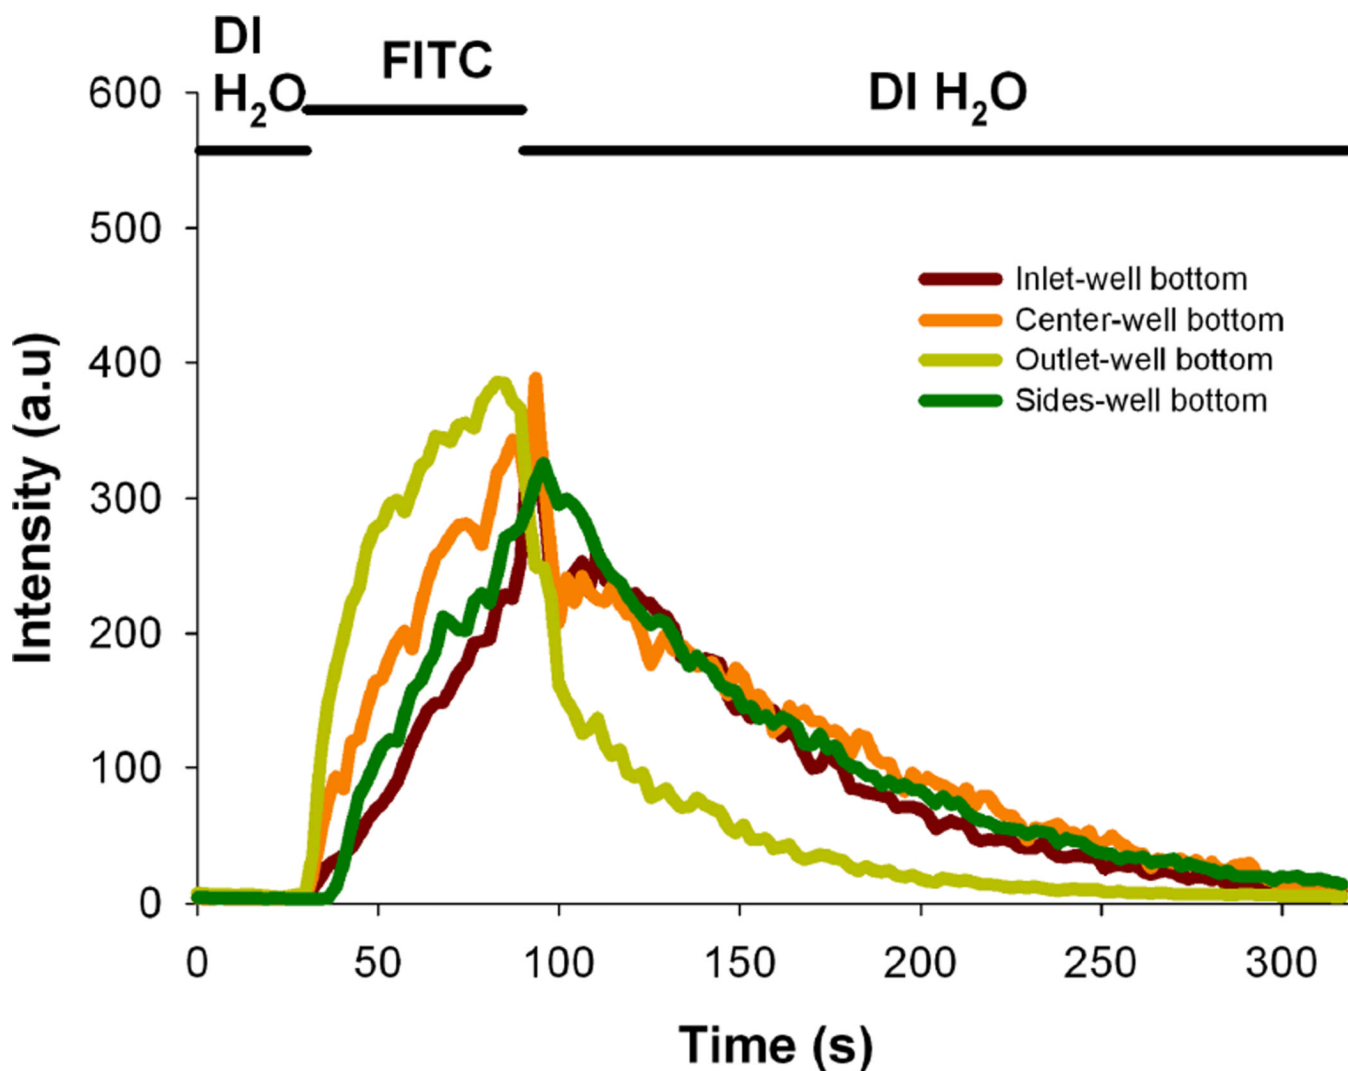 DI
H₂O
FITC
DI H₂O
600
500
400
300
200
100
0
Intensity (a.u)
Inlet-well bottom
Center-well bottom
Outlet-well bottom
Sides-well bottom
0 50 100 150 200 250 300
Time (s)